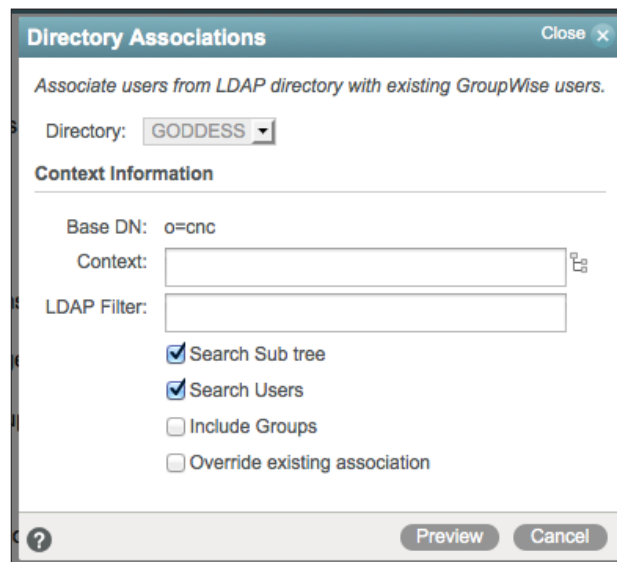 Directory Associations Close
Associate users from LDAP directory with existing GroupWise users.
Directory: GODDESS
Context Information
Base DN: o=cnc
Context:
LDAP Filter:
Search Sub tree
Search Users
Include Groups
Override existing association
? Preview Cancel